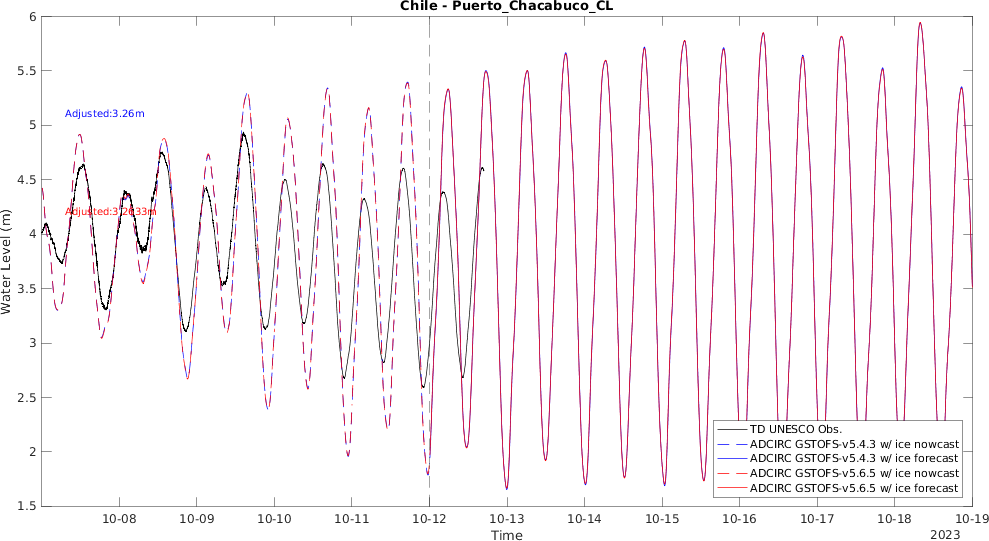 Chile - Puerto_Chacabuco_CL
6
5.5
5
4.5
4
3.5
3
2.5
2
1.5
Water Level (m)
Adjusted:3.26m
Adjusted:3.2633m
TD UNESCO Obs.
ADCIRC GSTOFS-v5.4.3 w/ ice nowcast
ADCIRC GSTOFS-v5.4.3 w/ ice forecast
ADCIRC GSTOFS-v5.6.5 w/ ice nowcast
ADCIRC GSTOFS-v5.6.5 w/ ice forecast
10-08 10-09 10-10 10-11 10-12 10-13 10-14 10-15 10-16 10-17 10-18 10-19
Time
2023